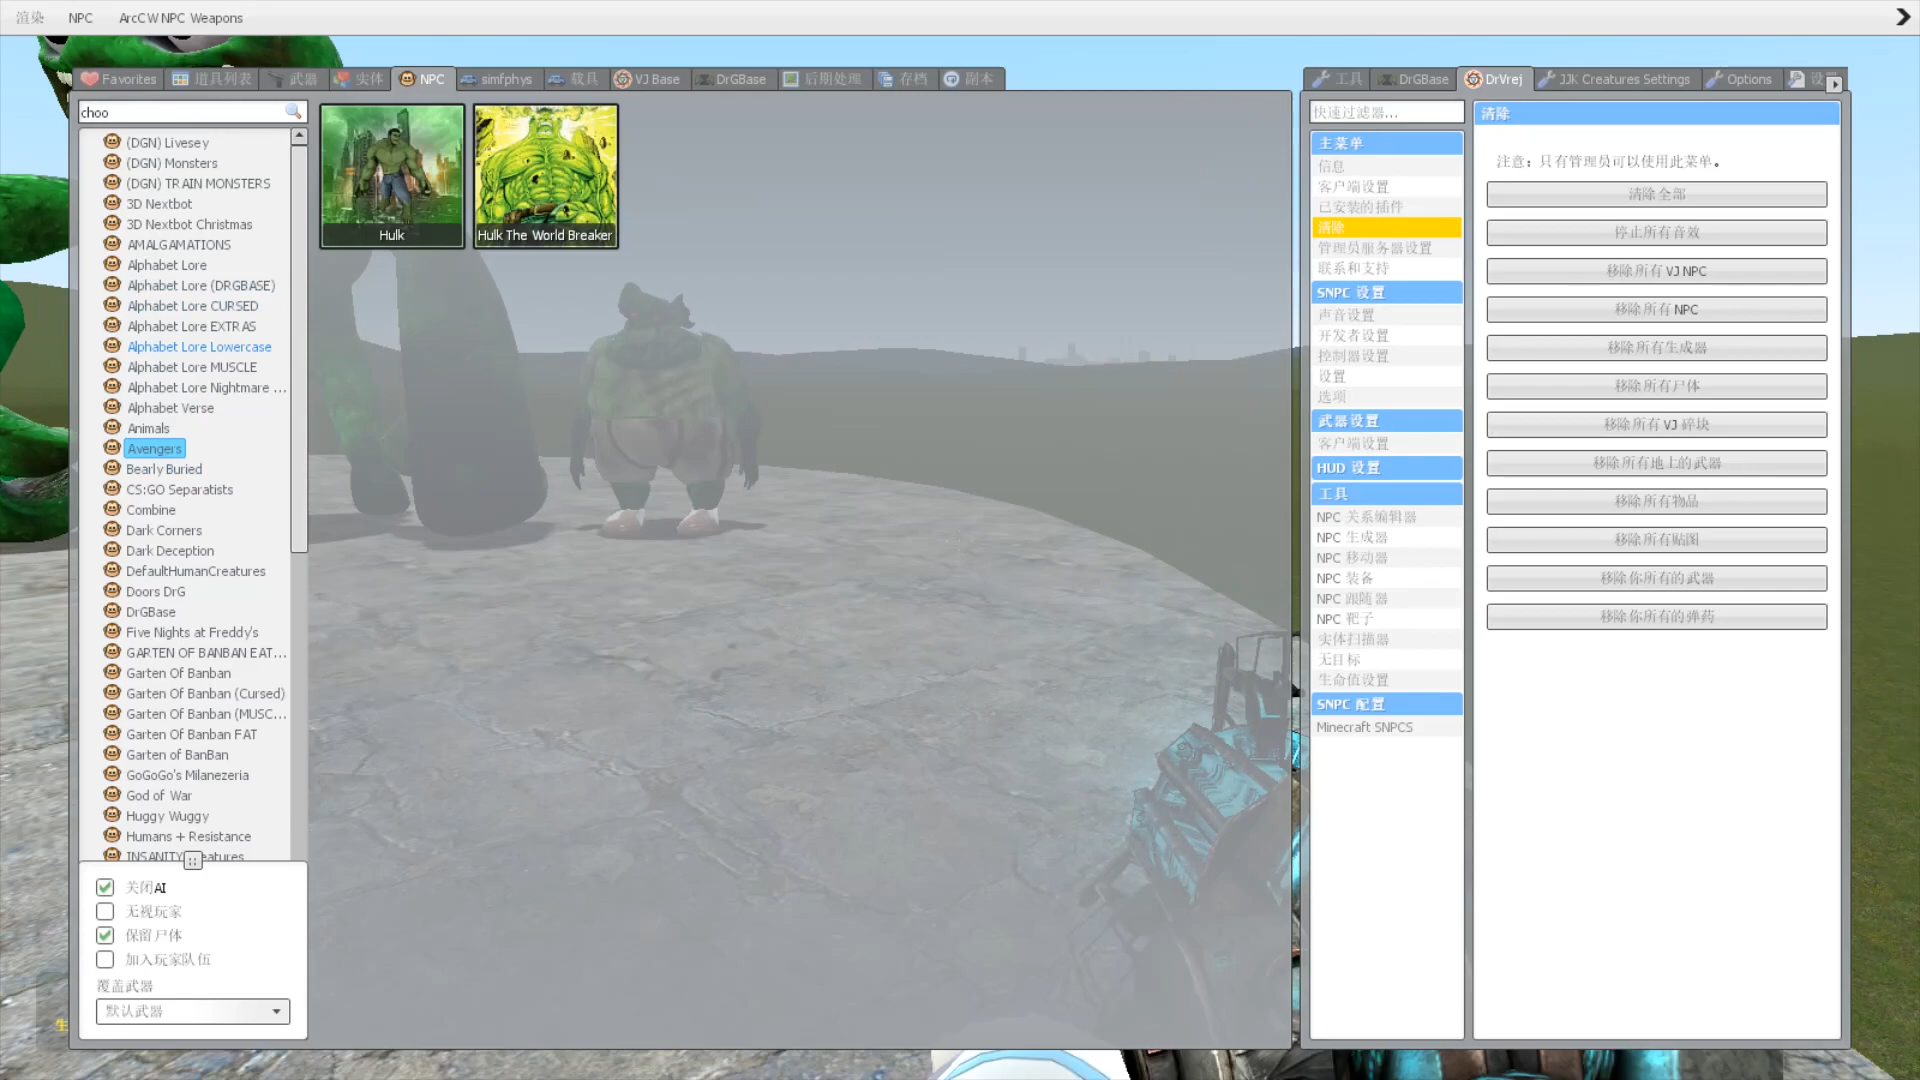 渲染 NPC ArcCW NPC Weapons
Favorites 道具列表 武器 实体 NPC simfphys 载具 VJ Base DrGBase 后期处理 存档 副本
choo
(DGN) Livesey
(DGN) Monsters
(DGN) TRAIN MONSTERS
3D Nextbot
3D Nextbot Christmas
AMALGAMATIONS
Alphabet Lore
Alphabet Lore (DRGBASE)
Alphabet Lore CURSED
Alphabet Lore EXTRAS
Alphabet Lore Lowercase
Alphabet Lore MUSCLE
Alphabet Lore Nightmare ...
Alphabet Verse
Animals
Avengers
Bearly Buried
CS:GO Separatists
Combine
Dark Corners
Dark Deception
DefaultHumanCreatures
Doors DrG
DrGBase
Five Nights at Freddy's
GARTEN OF BANBAN EAT...
Garten Of Banban
Garten Of Banban (Cursed)
Garten Of Banban (MUSC...
Garten Of Banban FAT
Garten of BanBan
GoGoGo's Milanezeria
God of War
Huggy Wuggy
Humans + Resistance
关闭AI
无视玩家
保留尸体
加入玩家队伍
覆盖武器
默认武器
Hulk
Hulk The World Breaker
工具 DrGBase DrVrej JJK Creatures Settings Options 设
快速过滤器...
主菜单
信息
客户端设置
已安装的插件
清除
管理员服务器设置
联系和支持
SNPC 设置
声音设置
开发者设置
控制器设置
设置
选项
武器设置
客户端设置
HUD 设置
工具
NPC 关系编辑器
NPC 生成器
NPC 移动器
NPC 装备
NPC 跟随器
NPC 靶子
实体扫描器
无目标
生命值设置
SNPC 配置
Minecraft SNPCS
清除
注意：只有管理员可以使用此菜单。
清除全部
停止所有音效
移除所有 VJ NPC
移除所有 NPC
移除所有生成器
移除所有尸体
移除所有 VJ 碎块
移除所有地上的武器
移除所有物品
移除所有贴图
移除你所有的武器
移除你所有的弹药
生